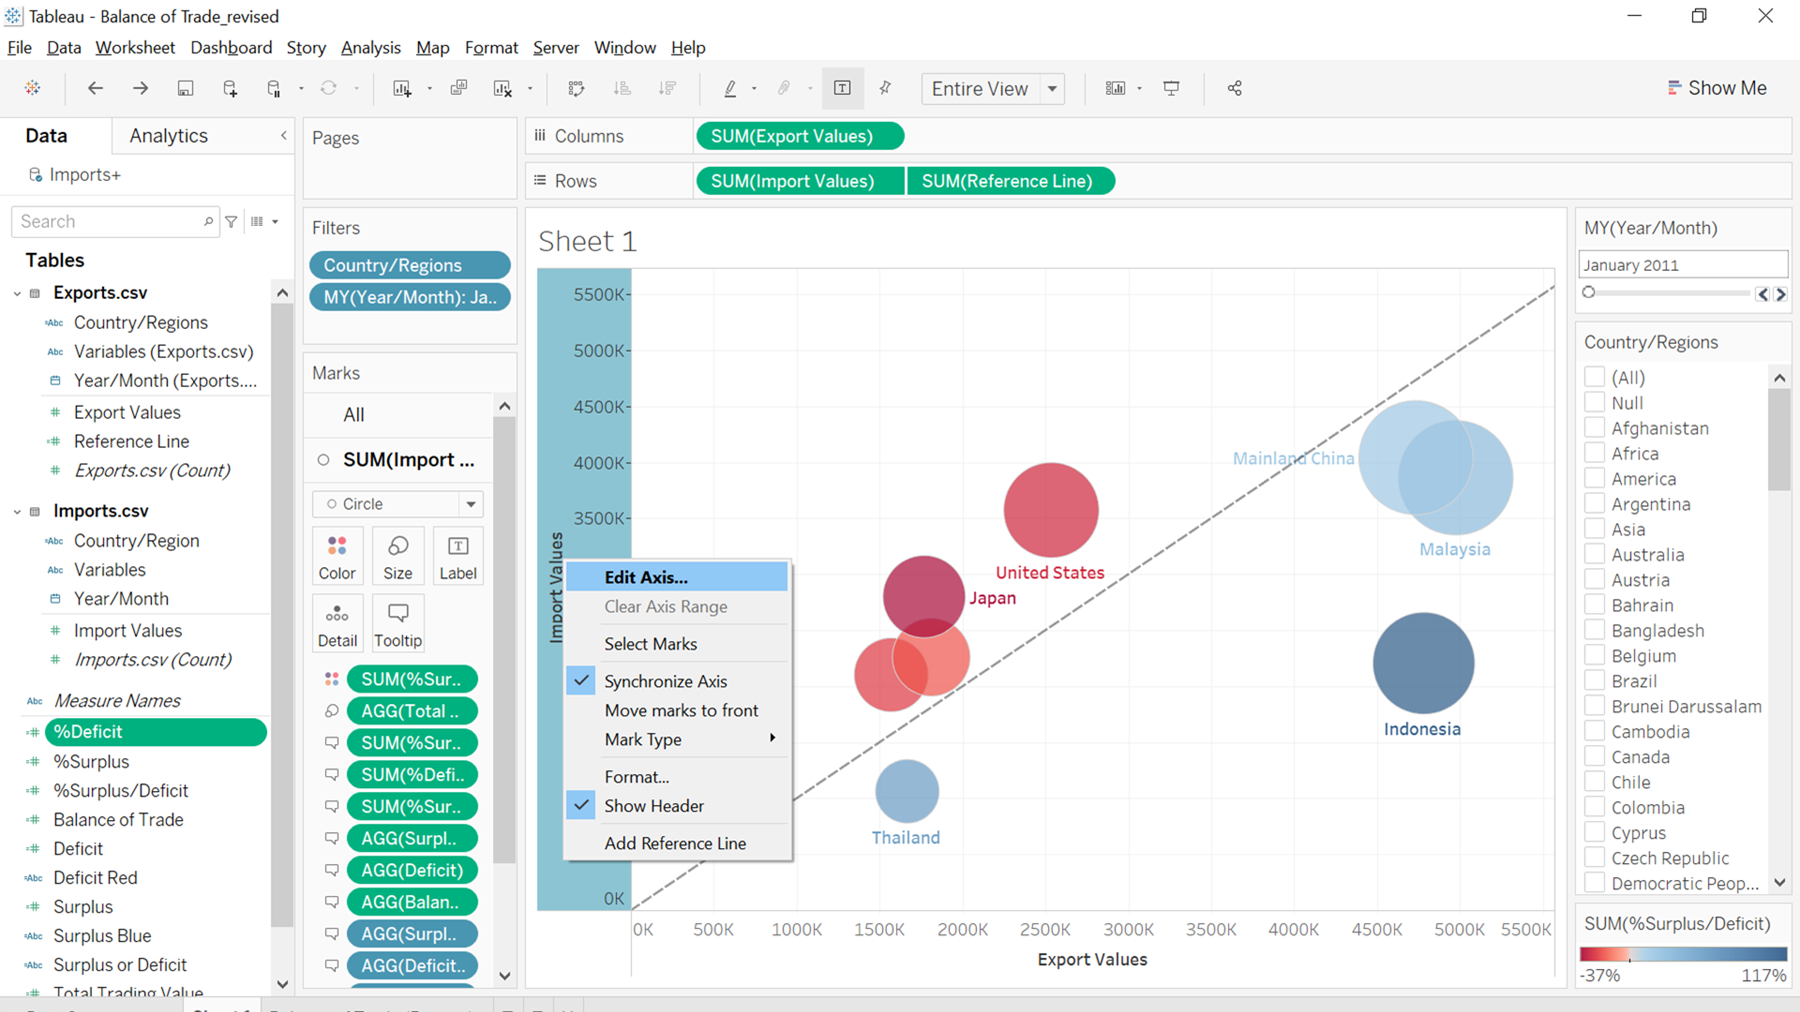 Tableau - Balance of Trade_revised
File Data Worksheet Dashboard Story Analysis Map Format Server Window Help
Entire View
Show Me
Data
Analytics
Imports+
Search
Tables
Exports.csv
Abc Country/Regions
Abc Variables (Exports.csv)
Year/Month (Exports....
Export Values
Reference Line
Exports.csv (Count)
Imports.csv
Abc Country/Region
Abc Variables
Year/Month
Import Values
Imports.csv (Count)
Abc Measure Names
%Deficit
%Surplus
%Surplus/Deficit
Balance of Trade
Deficit
Abc Deficit Red
Surplus
Abc Surplus Blue
Abc Surplus or Deficit
Total Trading Value
Pages
Filters
Country/Regions
MY(Year/Month): Ja..
Marks
All
SUM(Import ...
Circle
Color
Size
Label
Detail
Tooltip
SUM(%Sur..
AGG(Total ..
SUM(%Sur..
SUM(%Defi..
SUM(%Sur..
AGG(Surpl..
AGG(Deficit)
AGG(Balan..
AGG(Surpl..
AGG(Deficit..
Columns
SUM(Export Values)
Rows
SUM(Import Values)
SUM(Reference Line)
Sheet 1
5500K
5000K
4500K
4000K
3500K
0K
Import Values
Edit Axis...
Clear Axis Range
Select Marks
Synchronize Axis
Move marks to front
Mark Type
Format...
Show Header
Add Reference Line
Mainland China
Malaysia
United States
Japan
Indonesia
Thailand
0K 500K 1000K 1500K 2000K 2500K 3000K 3500K 4000K 4500K 5000K 5500K
Export Values
MY(Year/Month)
January 2011
Country/Regions
(All)
Null
Afghanistan
Africa
America
Argentina
Asia
Australia
Austria
Bahrain
Bangladesh
Belgium
Brazil
Brunei Darussalam
Cambodia
Canada
Chile
Colombia
Cyprus
Czech Republic
Democratic Peop...
SUM(%Surplus/Deficit)
-37%
117%